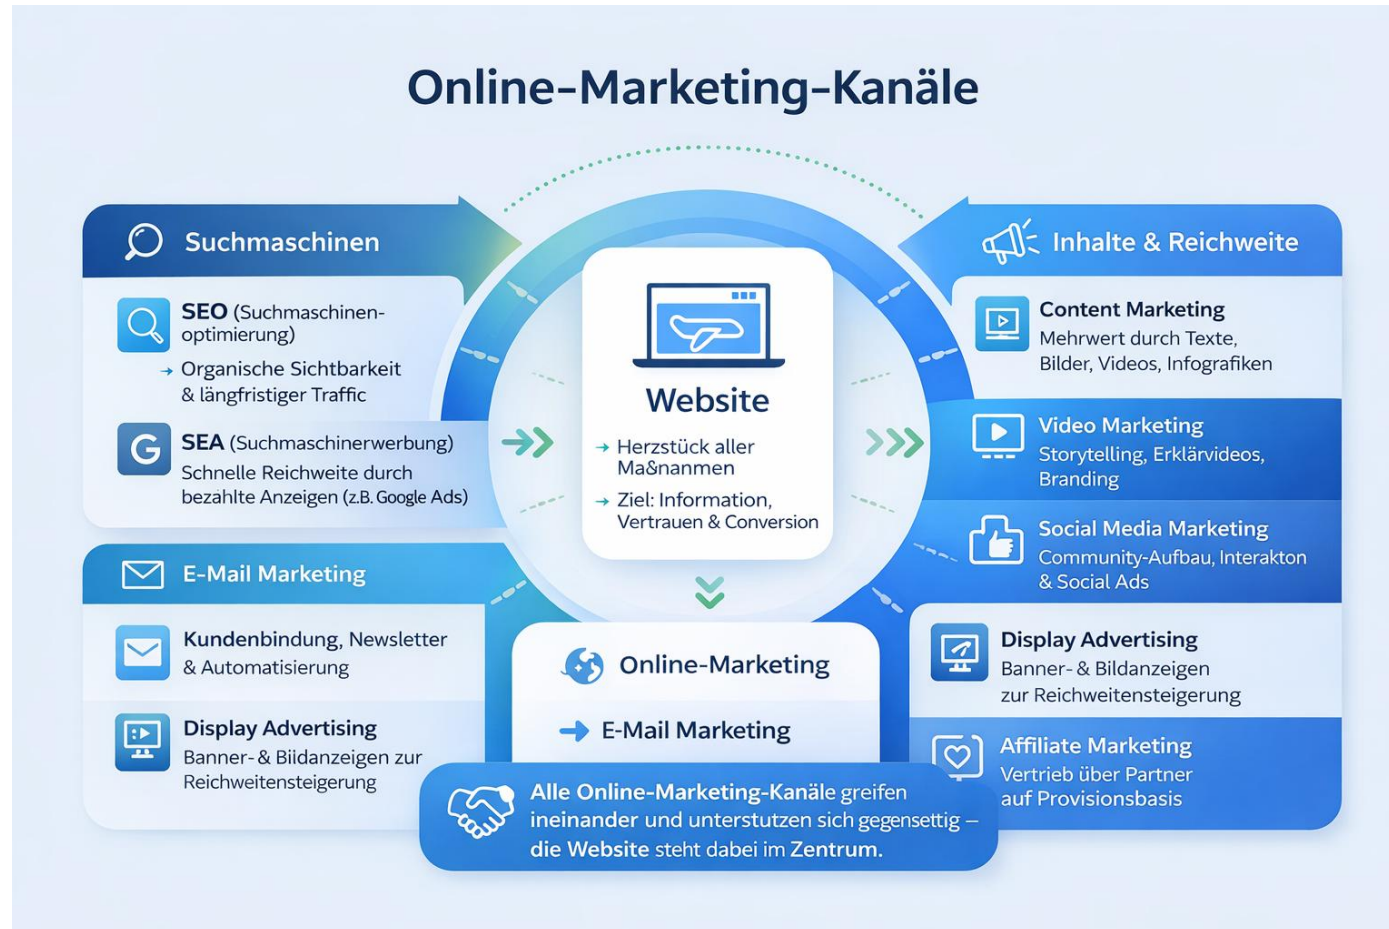 Online-Marketing-Kanäle
Suchmaschinen
SEO (Suchmaschinen-
optimierung)
→ Organische Sichtbarkeit
& längfristiger Traffic
G
SEA (Suchmaschinerwerbung)
Schnelle Reichweite durch
bezahlte Anzeigen (z.B. Google Ads)
E-Mail Marketing
Kundenbindung, Newsletter
& Automatisierung
Display Advertising
Banner- & Bildanzeigen zur
Reichweitensteigerung
Website
→ Herzstück aller
Ma&nanmen
→ Ziel: Information,
Vertrauen & Conversion
Online-Marketing
→ E-Mail Marketing
Alle Online-Marketing-Kanäle greifen
ineinander und unterstutzen sich gegensettig –
die Website steht dabei im Zentrum.
Inhalte & Reichweite
Content Marketing
Mehrwert durch Texte,
Bilder, Videos, Infografiken
Video Marketing
Storytelling, Erklärvideos,
Branding
Social Media Marketing
Community-Aufbau, Interakton
& Social Ads
Display Advertising
Banner- & Bildanzeigen
zur Reichweitensteigerung
Affiliate Marketing
Vertrieb über Partner
auf Provisionsbasis